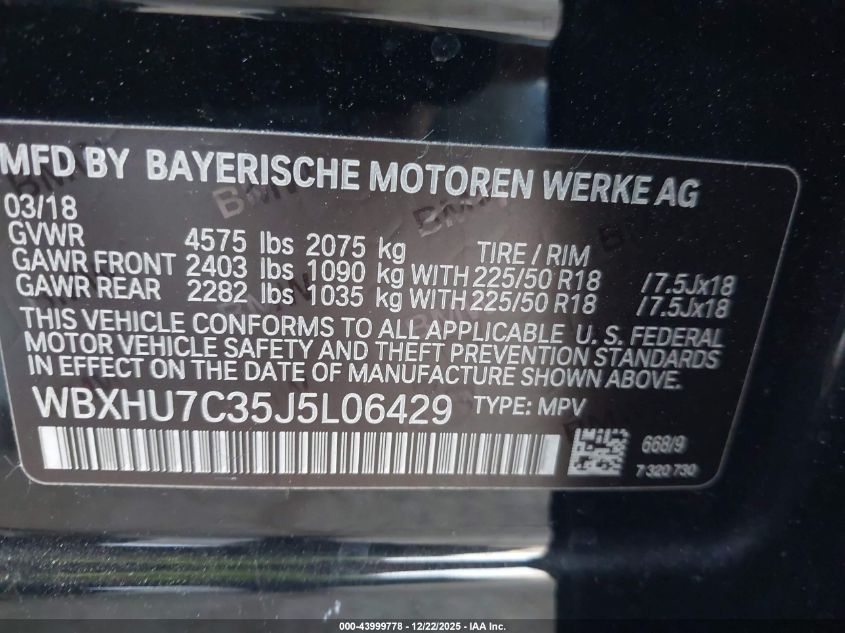 MFD BY BAYERISCHE MOTOREN WERKE AG
03/18
GVWR 4575 lbs 2075 kg TIRE / RIM
GAWR FRONT 2403 lbs 1090 kg WITH 225/50 R18 /7.5Jx18
GAWR REAR 2282 lbs 1035 kg WITH 225/50 R18 /7.5Jx18
THIS VEHICLE CONFORMS TO ALL APPLICABLE U. S. FEDERAL
MOTOR VEHICLE SAFETY AND THEFT PREVENTION STANDARDS
IN EFFECT ON THE DATE OF MANUFACTURE SHOWN ABOVE.
WBXHU7C35J5L06429 TYPE: MPV
668/9
7 320 730
000-43999778 - 12/22/2025 - IAA Inc.